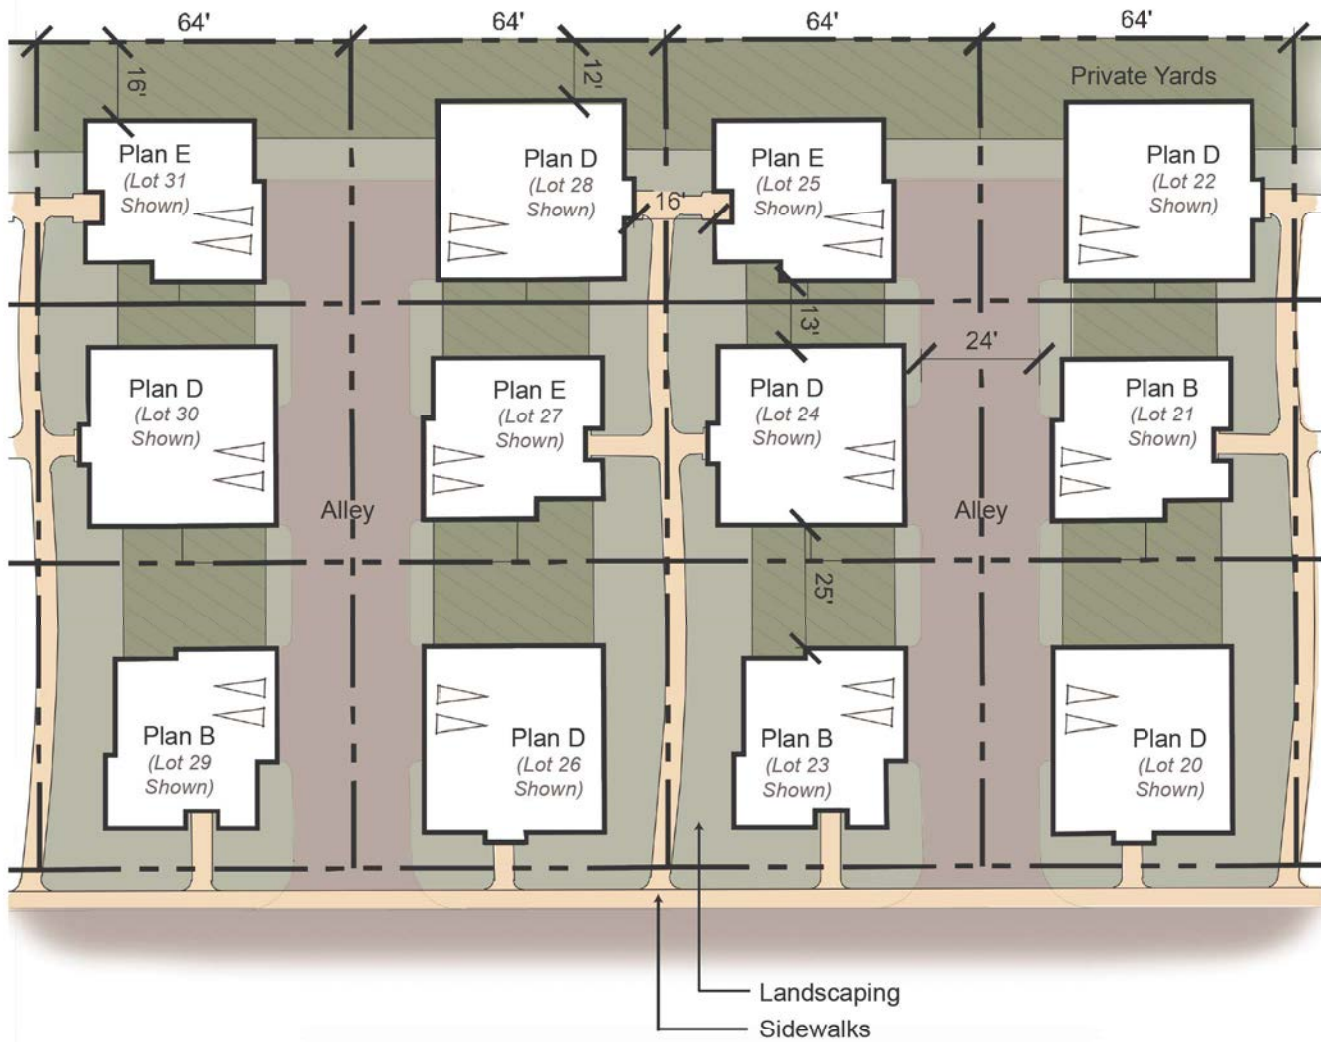 64'
64'
64'
64'
16'
12'
Private Yards
Plan E
(Lot 31
Shown)
Plan D
(Lot 28
Shown)
Plan E
(Lot 25
Shown)
Plan D
(Lot 22
Shown)
16'
13'
24'
Plan D
(Lot 30
Shown)
Plan E
(Lot 27
Shown)
Plan D
(Lot 24
Shown)
Plan B
(Lot 21
Shown)
Alley
Alley
25'
Plan B
(Lot 29
Shown)
Plan D
(Lot 26
Shown)
Plan B
(Lot 23
Shown)
Plan D
(Lot 20
Shown)
Landscaping
Sidewalks